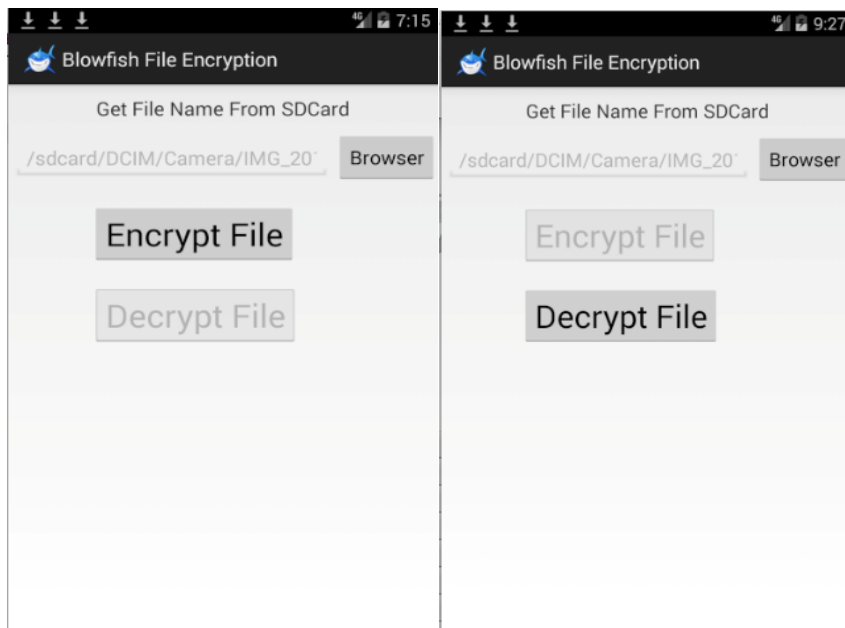 7:15
Blowfish File Encryption
Get File Name From SDCard
/sdcard/DCIM/Camera/IMG_20
Browser
Encrypt File
Decrypt File
4G 9:27
Blowfish File Encryption
Get File Name From SDCard
/sdcard/DCIM/Camera/IMG_20
Browser
Encrypt File
Decrypt File